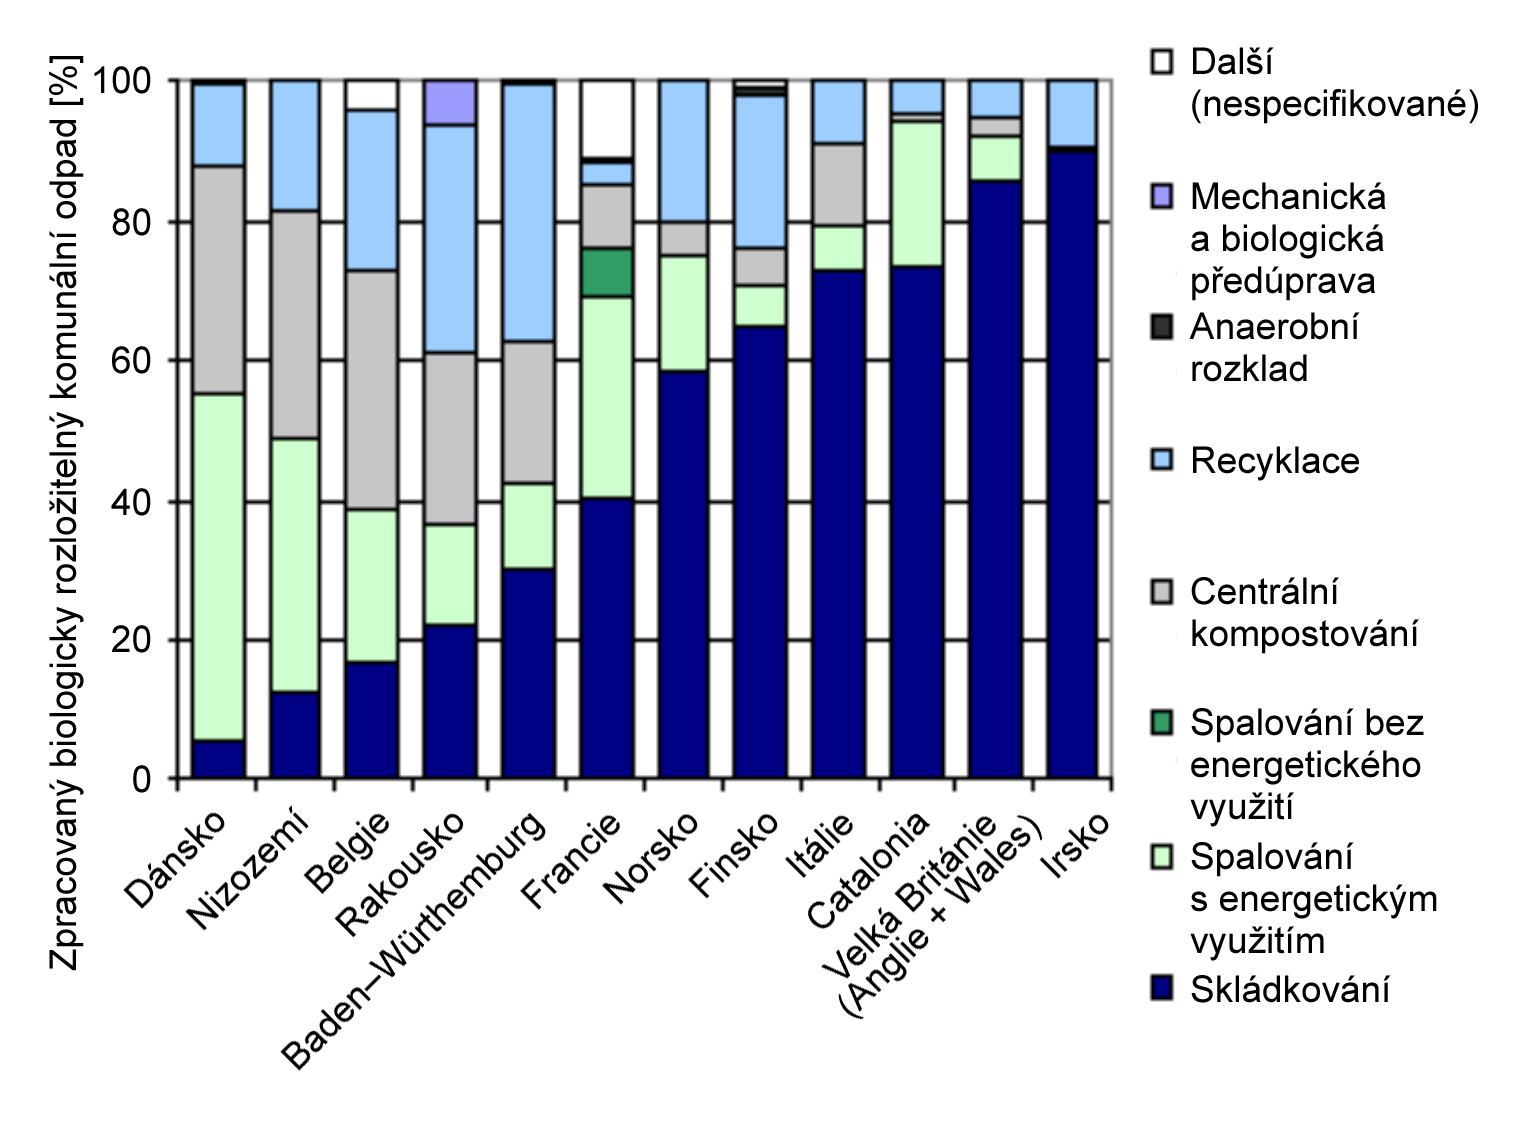 Zpracovaný biologicky rozložitelný komunální odpad [%]
100
80
60
40
20
0
Dánsko
Nizozemí
Belgie
Rakousko
Baden–Würthemburg
Francie
Norsko
Finsko
Itálie
Catalonia
Velká Británie
(Anglie + Wales)
Irsko
Další
(nespecifikované)
Mechanická
a biologická
předúprava
Anaerobní
rozklad
Recyklace
Centrální
kompostování
Spalování bez
energetického
využití
Spalování
s energetickým
využitím
Skládkování